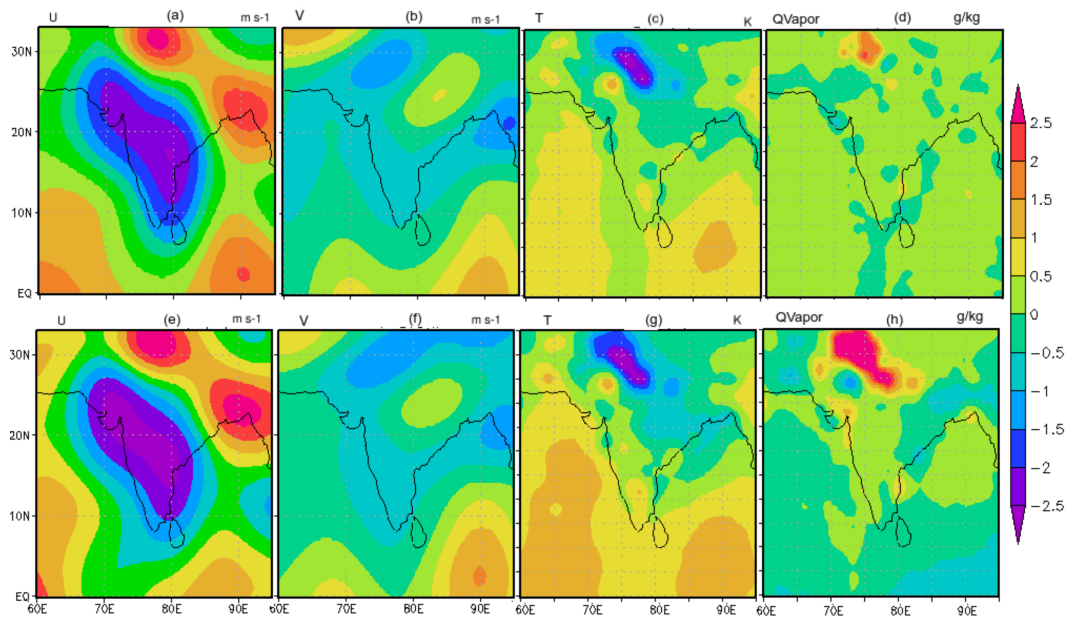 U (a) m s-1 V (b) m s-1 T (c) K QVapor (d) g/kg
30N
20N
10N
EQ
U (e) m s-1 V (f) m s-1 T (g) K QVapor (h) g/kg
30N
20N
10N
EQ
60E 70E 80E 90E 70E 80E 90E 60E 70E 80E 90E 60E 70E 80E 90E
2.5
2
1.5
1
0.5
0
−0.5
−1
−1.5
−2
−2.5